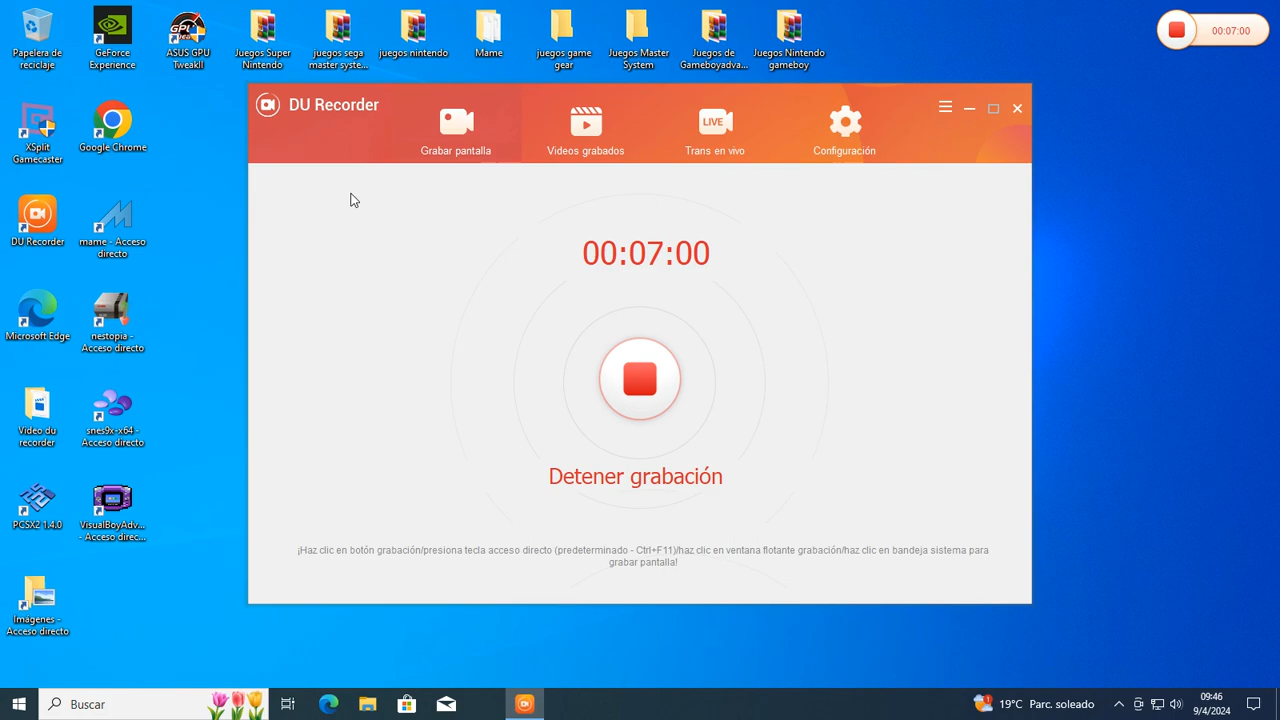 Papelera de
reciclaje
GeForce
Experience
ASUS GPU
TweakII
Juegos Super
Nintendo
juegos sega
master syste...
juegos nintendo
Mame
juegos game
gear
Juegos Master
System
Juegos de
Gameboyadva...
Juegos Nintendo
gameboy
00:07:00
XSplit
Gamecaster
Google Chrome
DU Recorder
mame - Acceso
directo
Microsoft Edge
nestopia -
Acceso directo
Video du
recorder
snes9x-x64 -
Acceso directo
PCSX2 1.4.0
VisualBoyAdv...
- Acceso direc...
Imágenes -
Acceso directo
DU Recorder
Grabar pantalla
Videos grabados
LIVE
Trans en vivo
Configuración
00:07:00
Detener grabación
¡Haz clic en botón grabación/presiona tecla acceso directo (predeterminado - Ctrl+F11)/haz clic en ventana flotante grabación/haz clic en bandeja sistema para
grabar pantalla!
Buscar
19°C Parc. soleado
09:46
9/4/2024